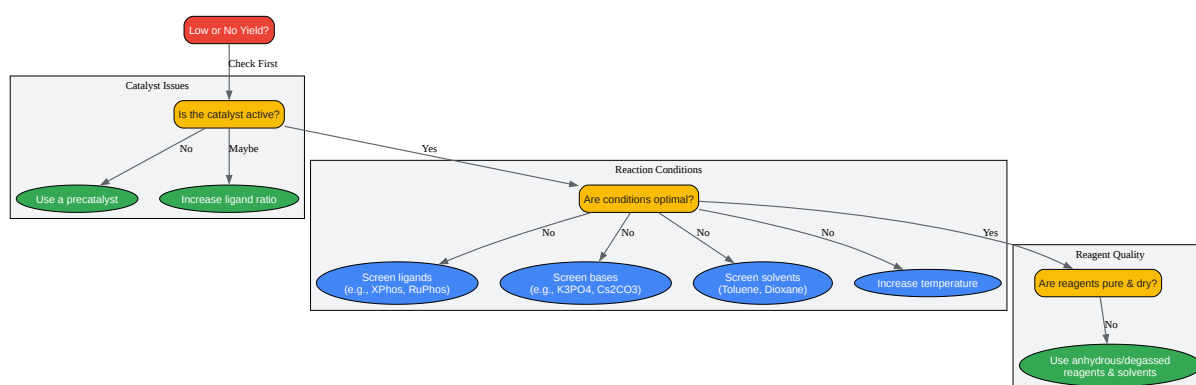 Low or No Yield?
Check First
Catalyst Issues
Is the catalyst active?
No
Maybe
Yes
Use a precatalyst
Increase ligand ratio
Reaction Conditions
Are conditions optimal?
No
No
No
No
Yes
Screen ligands
(e.g., XPhos, RuPhos)
Screen bases
(e.g., K3PO4, Cs2CO3)
Screen solvents
(Toluene, Dioxane)
Increase temperature
Reagent Quality
Are reagents pure & dry?
No
Use anhydrous/degassed
reagents & solvents